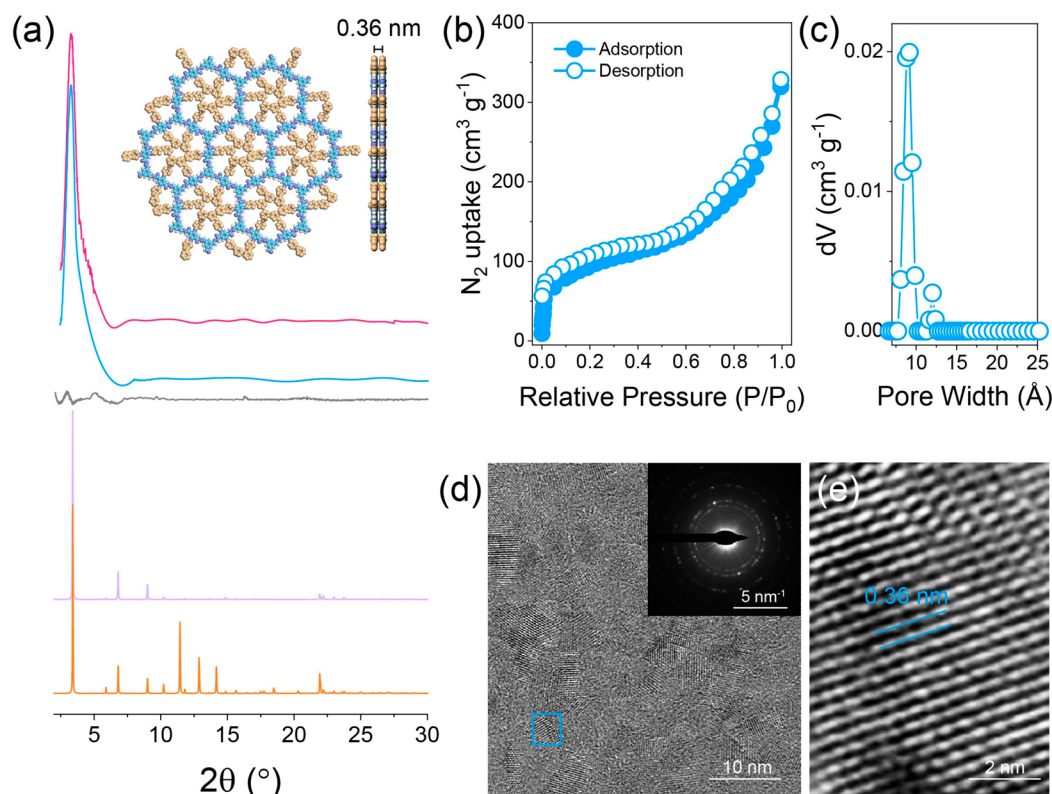 (a)
0.36 nm
5
10
15
20
25
30
2θ (°)
(b)
400
300
200
100
0
N₂ uptake (cm³ g⁻¹)
Adsorption
Desorption
0.0 0.2 0.4 0.6 0.8 1.0
Relative Pressure (P/P₀)
(c)
0.02
0.01
0.00
dV (cm³ g⁻¹)
10 15 20 25
Pore Width (Å)
(d)
5 nm⁻¹
10 nm
(e)
0.36 nm
2 nm